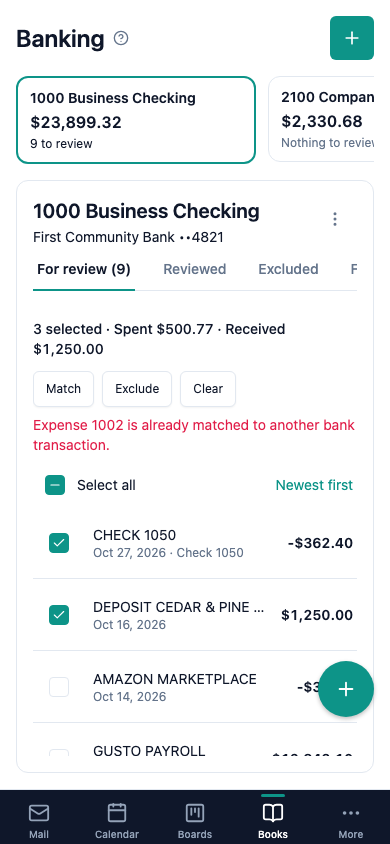 Banking
1000 Business Checking
$23,899.32
9 to review
2100 Compan
$2,330.68
Nothing to review
1000 Business Checking
First Community Bank ••4821
For review (9)
Reviewed
Excluded
3 selected · Spent $500.77 · Received
$1,250.00
Match
Exclude
Clear
Expense 1002 is already matched to another bank
transaction.
Select all
Newest first
CHECK 1050
-$362.40
Oct 27, 2026 · Check 1050
DEPOSIT CEDAR & PINE ...
$1,250.00
Oct 16, 2026
AMAZON MARKETPLACE
-$3
Oct 14, 2026
GUSTO PAYROLL
Mail
Calendar
Boards
Books
More